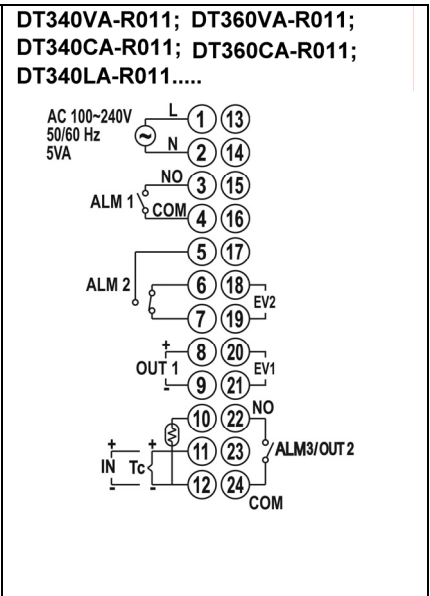 DT340VA-R011; DT360VA-R011;
DT340CA-R011; DT360CA-R011;
DT340LA-R011.....
AC 100~240V
50/60 Hz
5VA
L
~
N
1 13
2 14
NO
3 15
ALM 1
COM
4 16
5 17
ALM 2
6 18
EV2
7 19
+
8 20
OUT 1
EV1
-
9 21
10 22
NO
+
+
11 23
ALM3/OUT 2
IN
Tc
-
-
12 24
COM